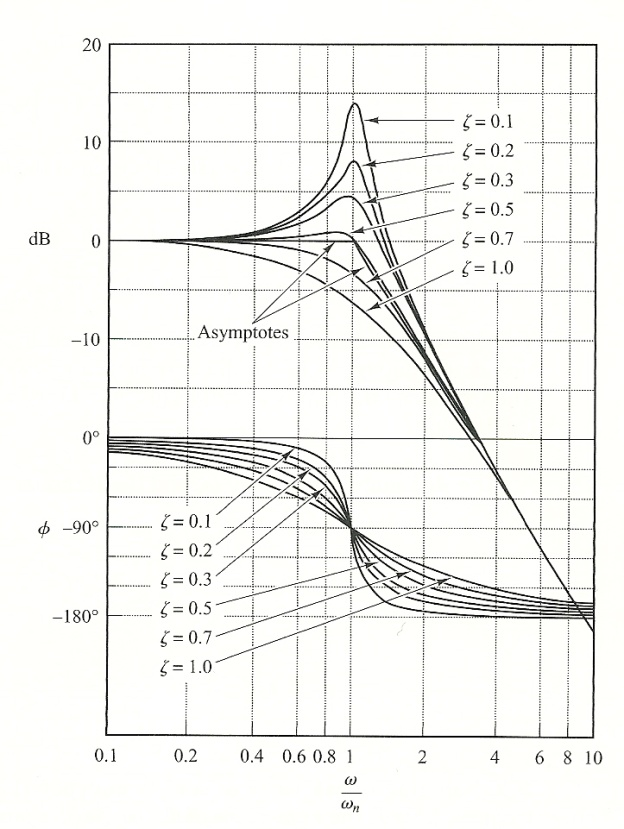 20
10
dB
0
−10
0°
ϕ −90°
−180°
ζ = 0.1
ζ = 0.2
ζ = 0.3
ζ = 0.5
ζ = 0.7
ζ = 1.0
Asymptotes
ζ = 0.1
ζ = 0.2
ζ = 0.3
ζ = 0.5
ζ = 0.7
ζ = 1.0
0.1 0.2 0.4 0.6 0.8 1 2 4 6 8 10
ω
ωₙ